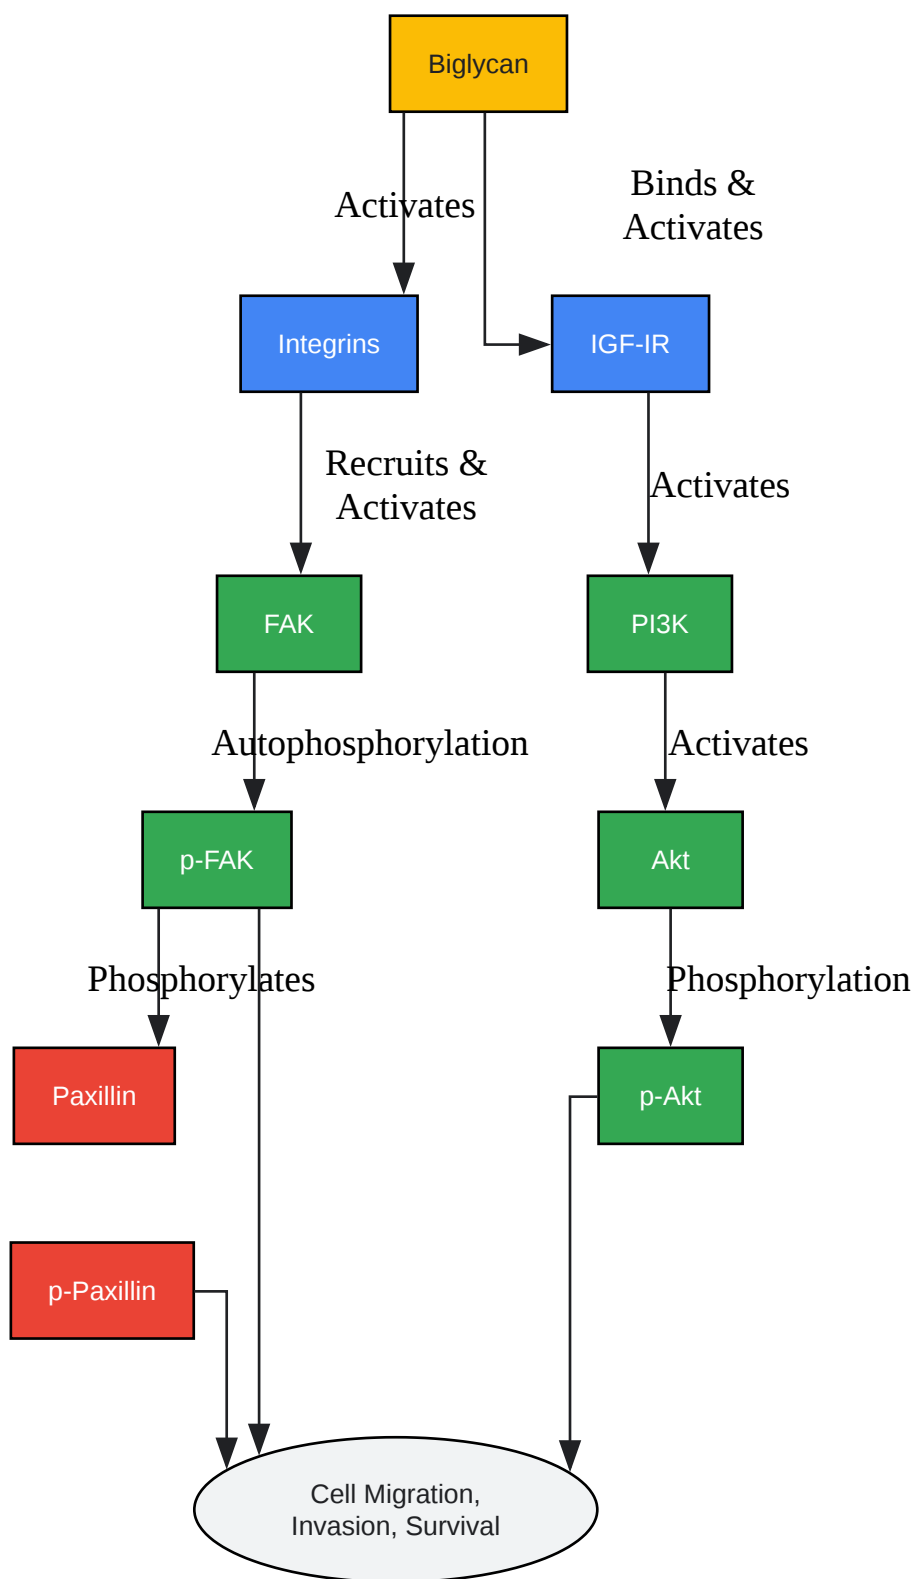 Biglycan
Activates
Binds &
Activates
Integrins
IGF-IR
Recruits &
Activates
Activates
FAK
PI3K
Autophosphorylation
Activates
p-FAK
Akt
Phosphorylates
Phosphorylation
Paxillin
p-Akt
p-Paxillin
Cell Migration,
Invasion, Survival